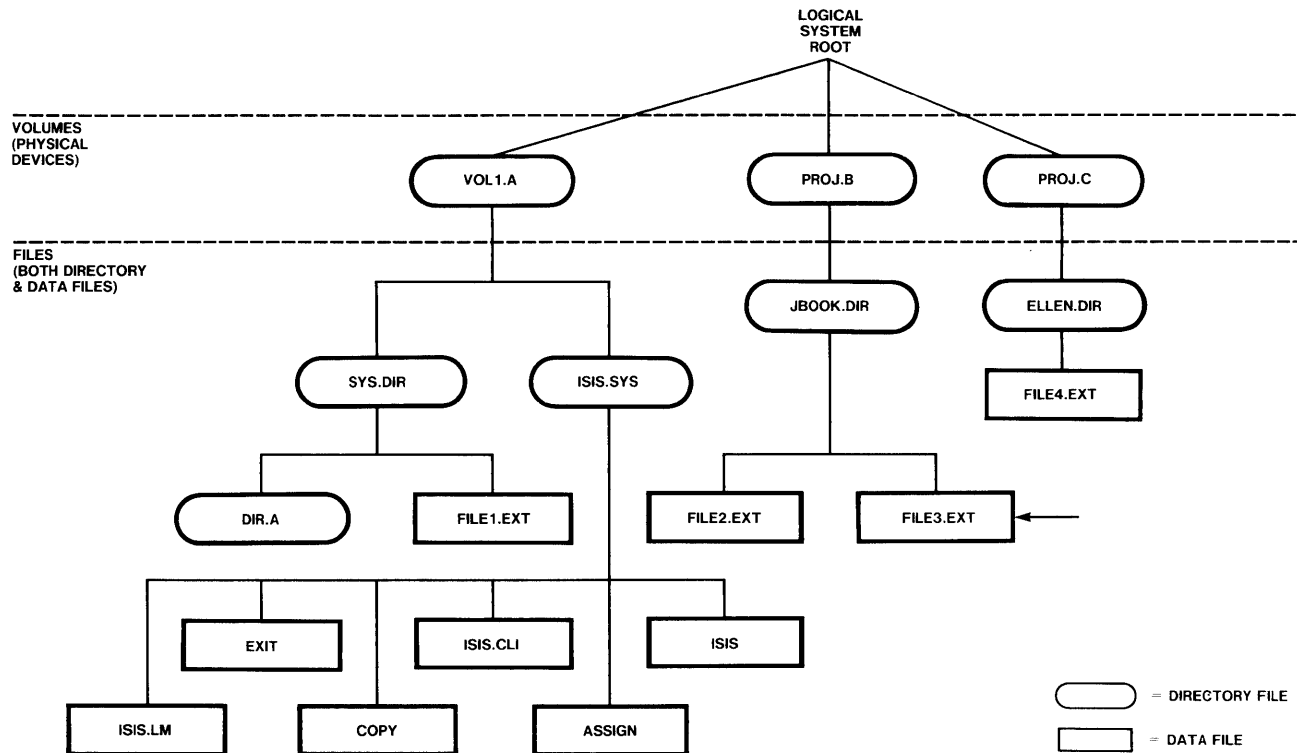 LOGICAL
SYSTEM
ROOT
VOLUMES
(PHYSICAL
DEVICES)
VOL1.A
PROJ.B
PROJ.C
FILES
(BOTH DIRECTORY
& DATA FILES)
JBOOK.DIR
ELLEN.DIR
SYS.DIR
ISIS.SYS
FILE4.EXT
DIR.A
FILE1.EXT
FILE2.EXT
FILE3.EXT
EXIT
ISIS.CLI
ISIS
ISIS.LM
COPY
ASSIGN
= DIRECTORY FILE
= DATA FILE